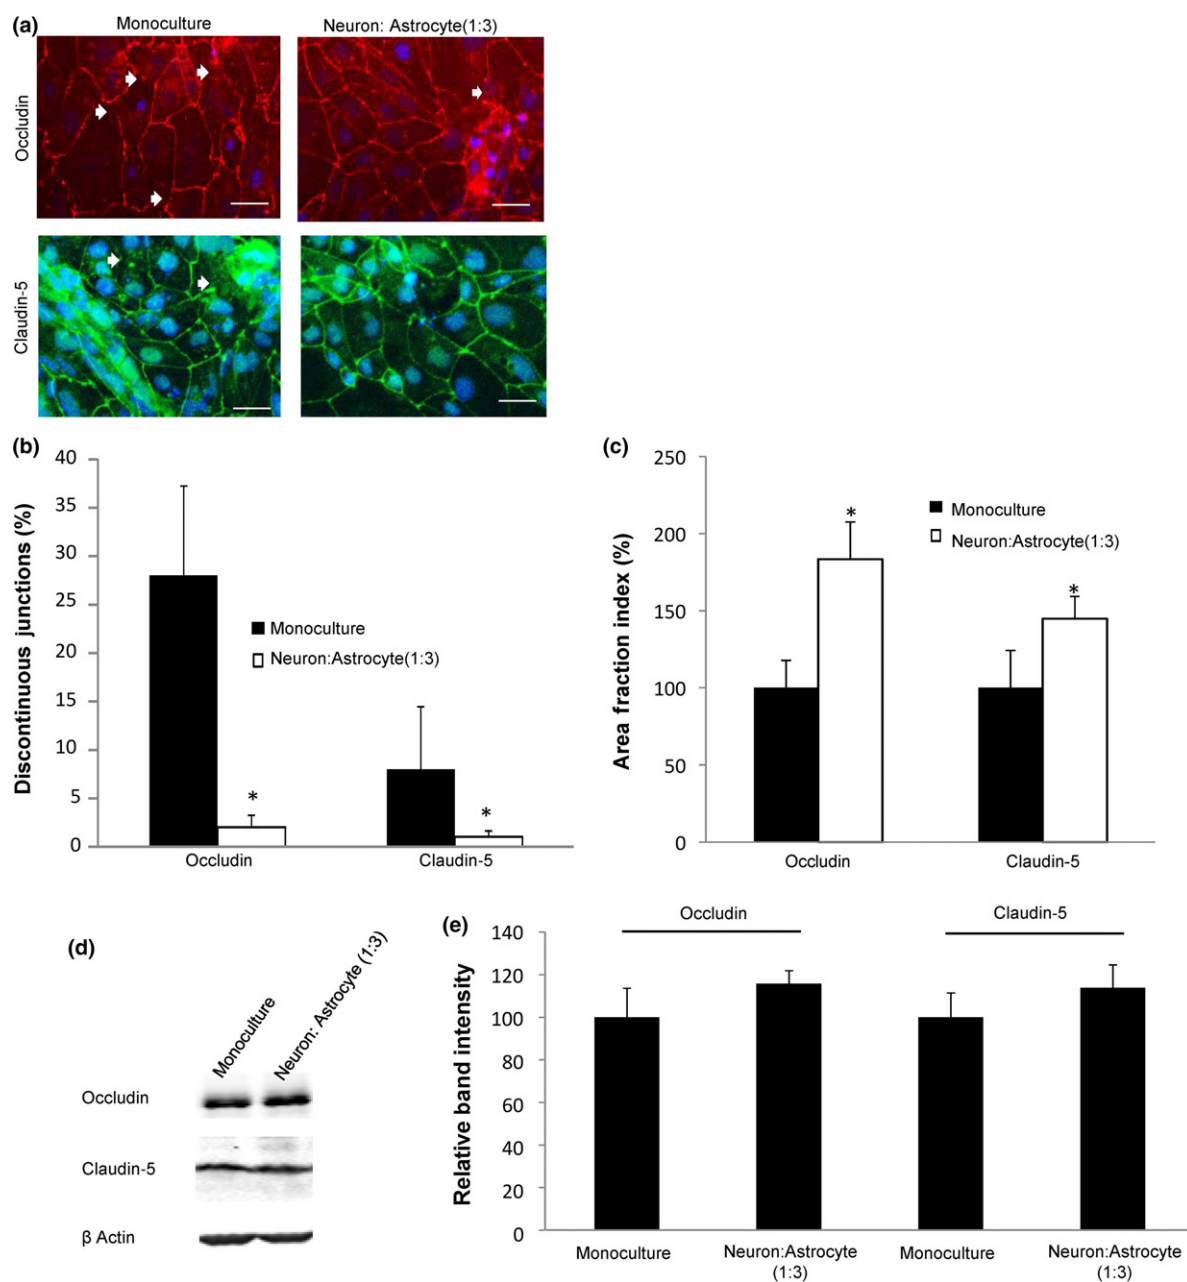 (a)
Monoculture
Neuron: Astrocyte(1:3)
Occludin
Claudin-5
(b)
Discontinuous junctions (%)
40
35
30
25
20
15
10
5
0
Monoculture
Neuron:Astrocyte(1:3)
*
*
Occludin
Claudin-5
(c)
Area fraction index (%)
250
200
150
100
50
0
Monoculture
Neuron:Astrocyte(1:3)
*
*
Occludin
Claudin-5
(d)
Monoculture
Neuron: Astrocyte (1:3)
Occludin
Claudin-5
β Actin
(e)
Occludin
Claudin-5
Relative band intensity
140
120
100
80
60
40
20
0
Monoculture
Neuron:Astrocyte
(1:3)
Monoculture
Neuron:Astrocyte
(1:3)